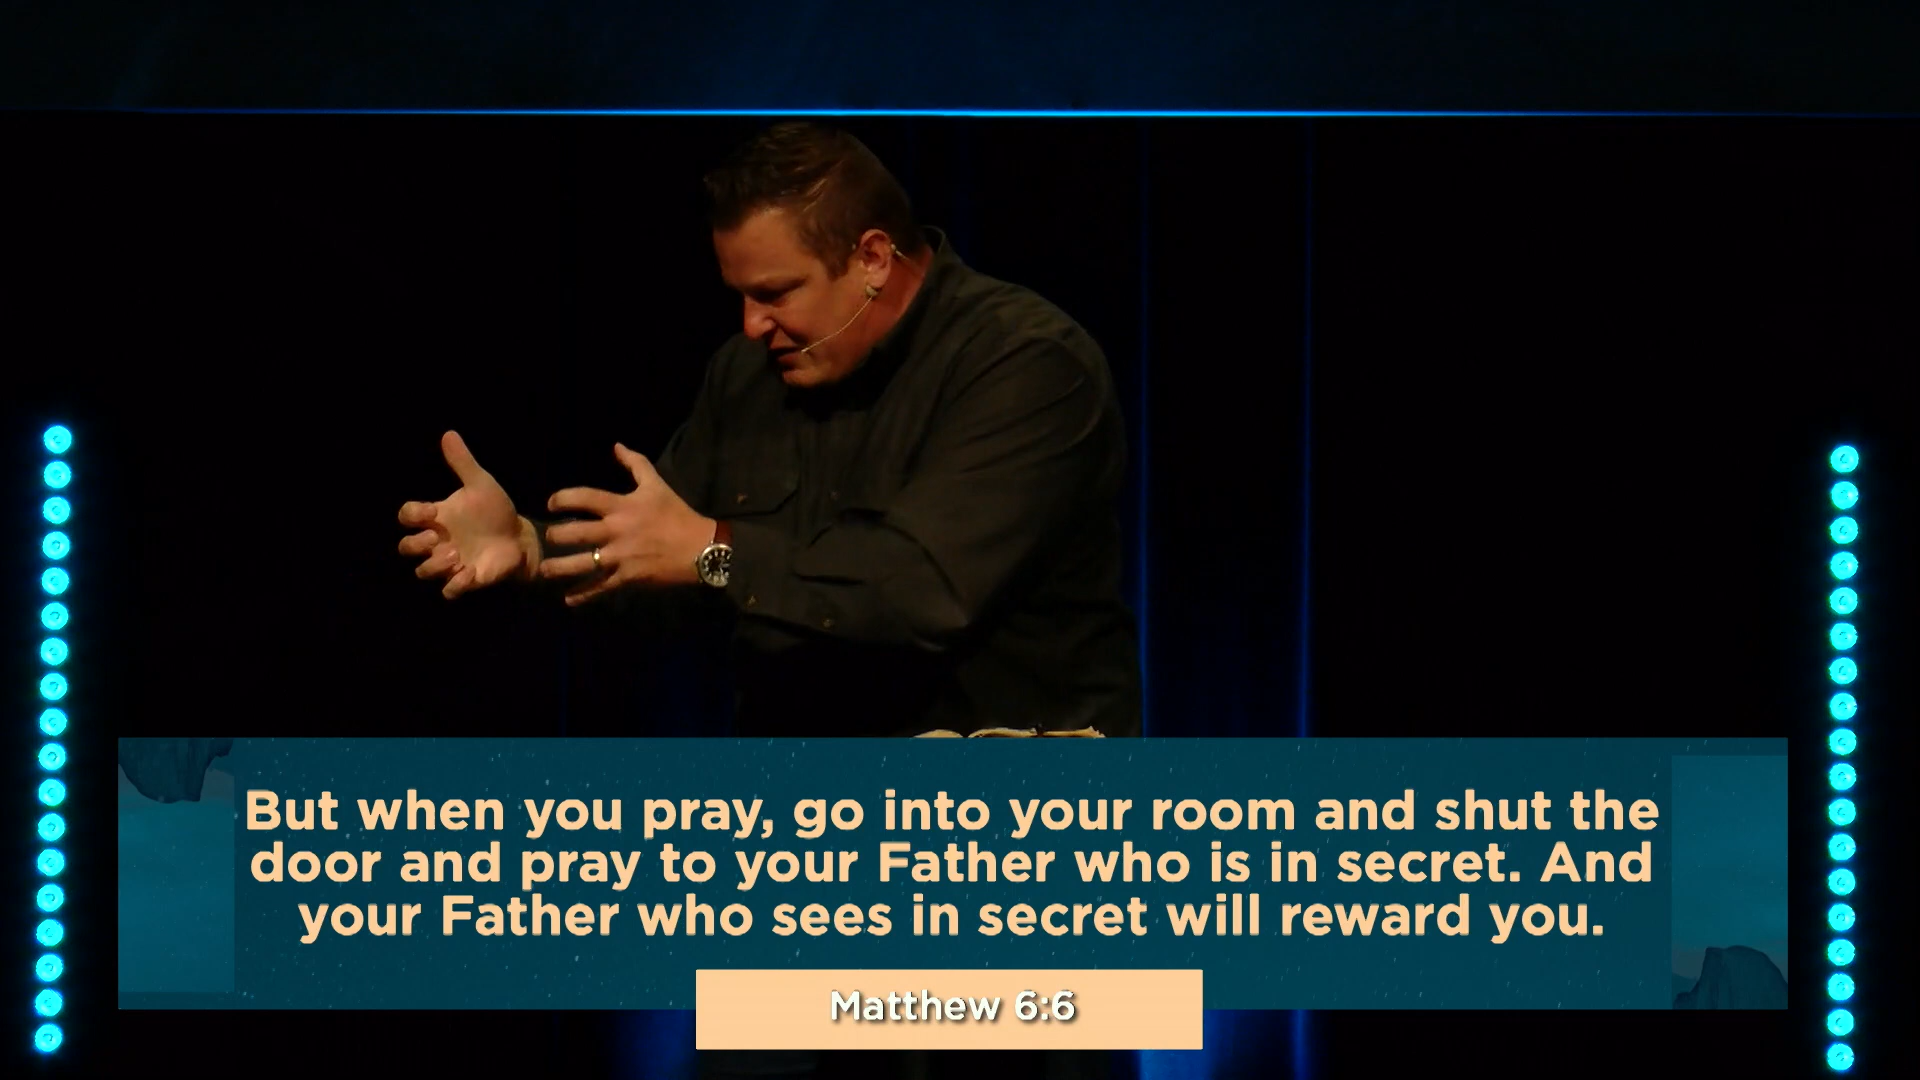 But when you pray, go into your room and shut the
door and pray to your Father who is in secret. And
your Father who sees in secret will reward you.
Matthew 6:6